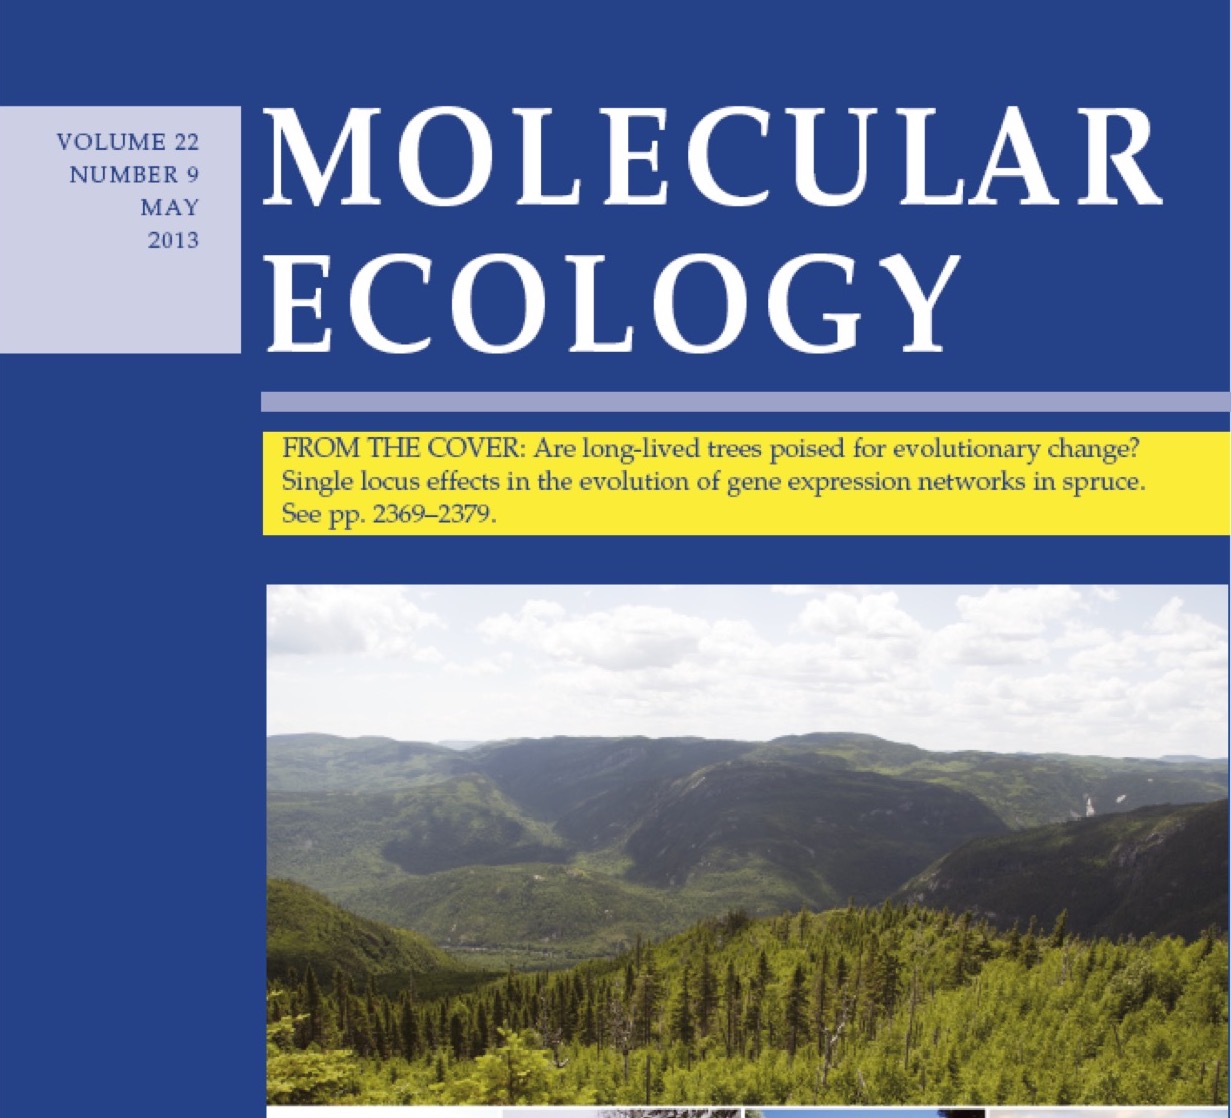 VOLUME 22
NUMBER 9
MAY
2013
MOLECULAR
ECOLOGY
FROM THE COVER: Are long-lived trees poised for evolutionary change?
Single locus effects in the evolution of gene expression networks in spruce.
See pp. 2369–2379.